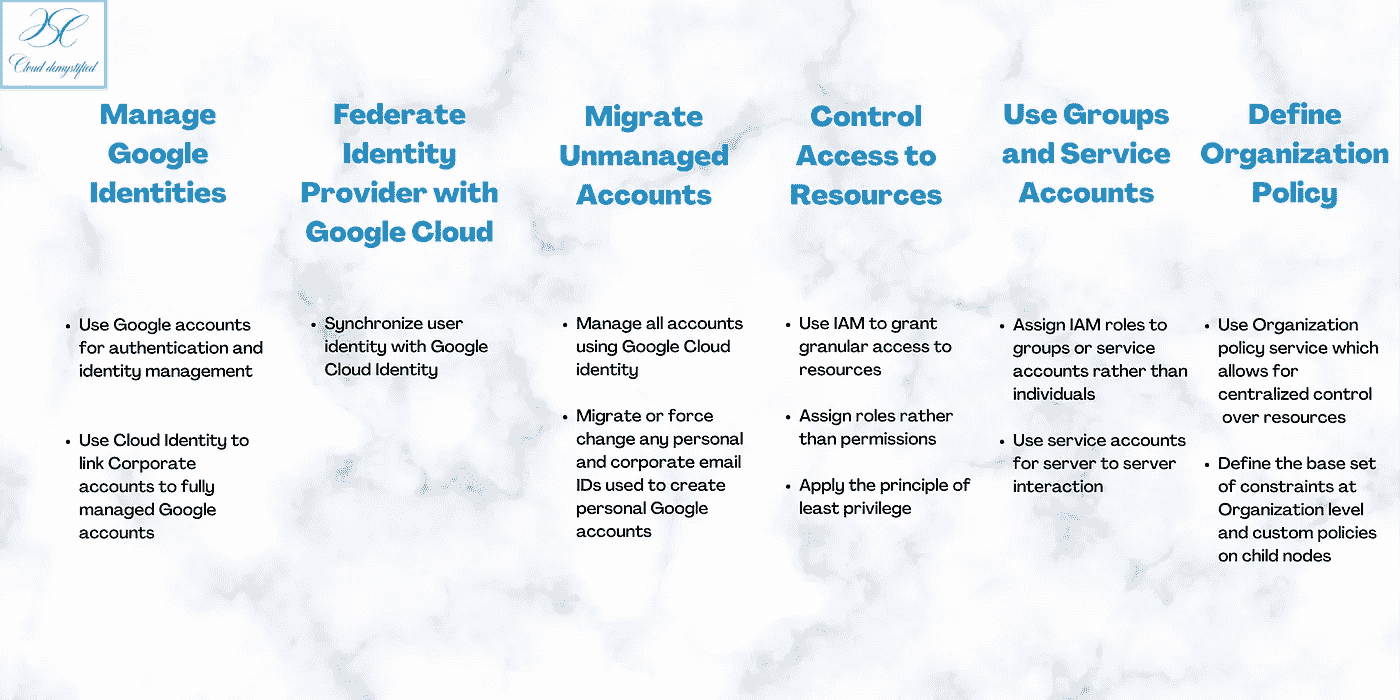 Cloud demystified
Manage
Google
Identities
Federate
Identity
Provider with
Google Cloud
Migrate
Unmanaged
Accounts
Control
Access to
Resources
Use Groups
and Service
Accounts
Define
Organization
Policy
• Use Google accounts
for authentication and
identity management
• Use Cloud Identity to
link Corporate
accounts to fully
managed Google
accounts
• Synchronize user
identity with Google
Cloud Identity
• Manage all accounts
using Google Cloud
identity
• Migrate or force
change any personal
and corporate email
IDs used to create
personal Google
accounts
• Use IAM to grant
granular access to
resources
• Assign roles rather
than permissions
• Apply the principle of
least privilege
• Assign IAM roles to
groups or service
accounts rather than
individuals
• Use service accounts
for server to server
interaction
• Use Organization
policy service which
allows for
centralized control
over resources
• Define the base set
of constraints at
Organization level
and custom policies
on child nodes